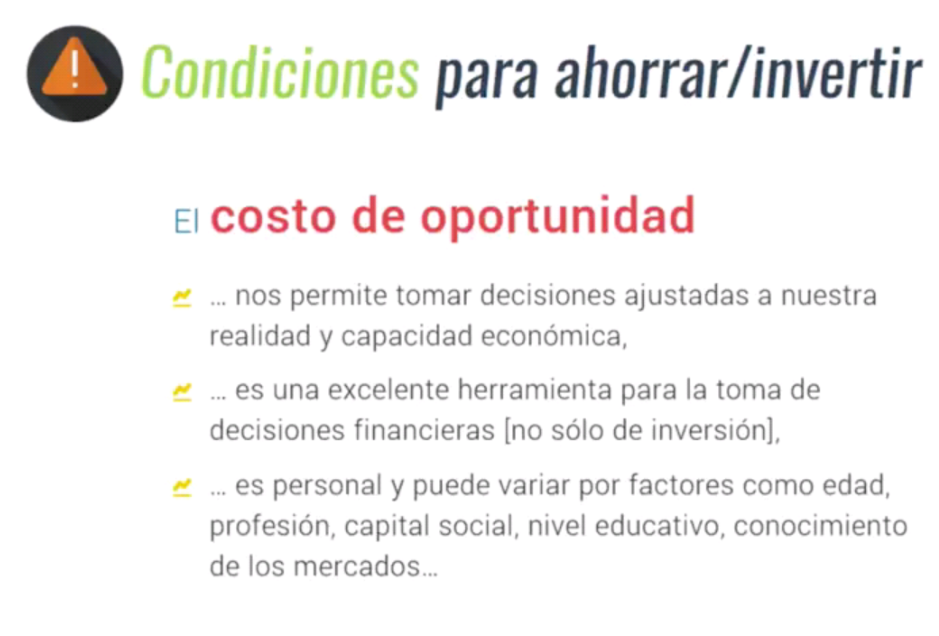 Condiciones para ahorrar/invertir
El costo de oportunidad
... nos permite tomar decisiones ajustadas a nuestra
realidad y capacidad económica,
... es una excelente herramienta para la toma de
decisiones financieras [no sólo de inversión],
... es personal y puede variar por factores como edad,
profesión, capital social, nivel educativo, conocimiento
de los mercados...